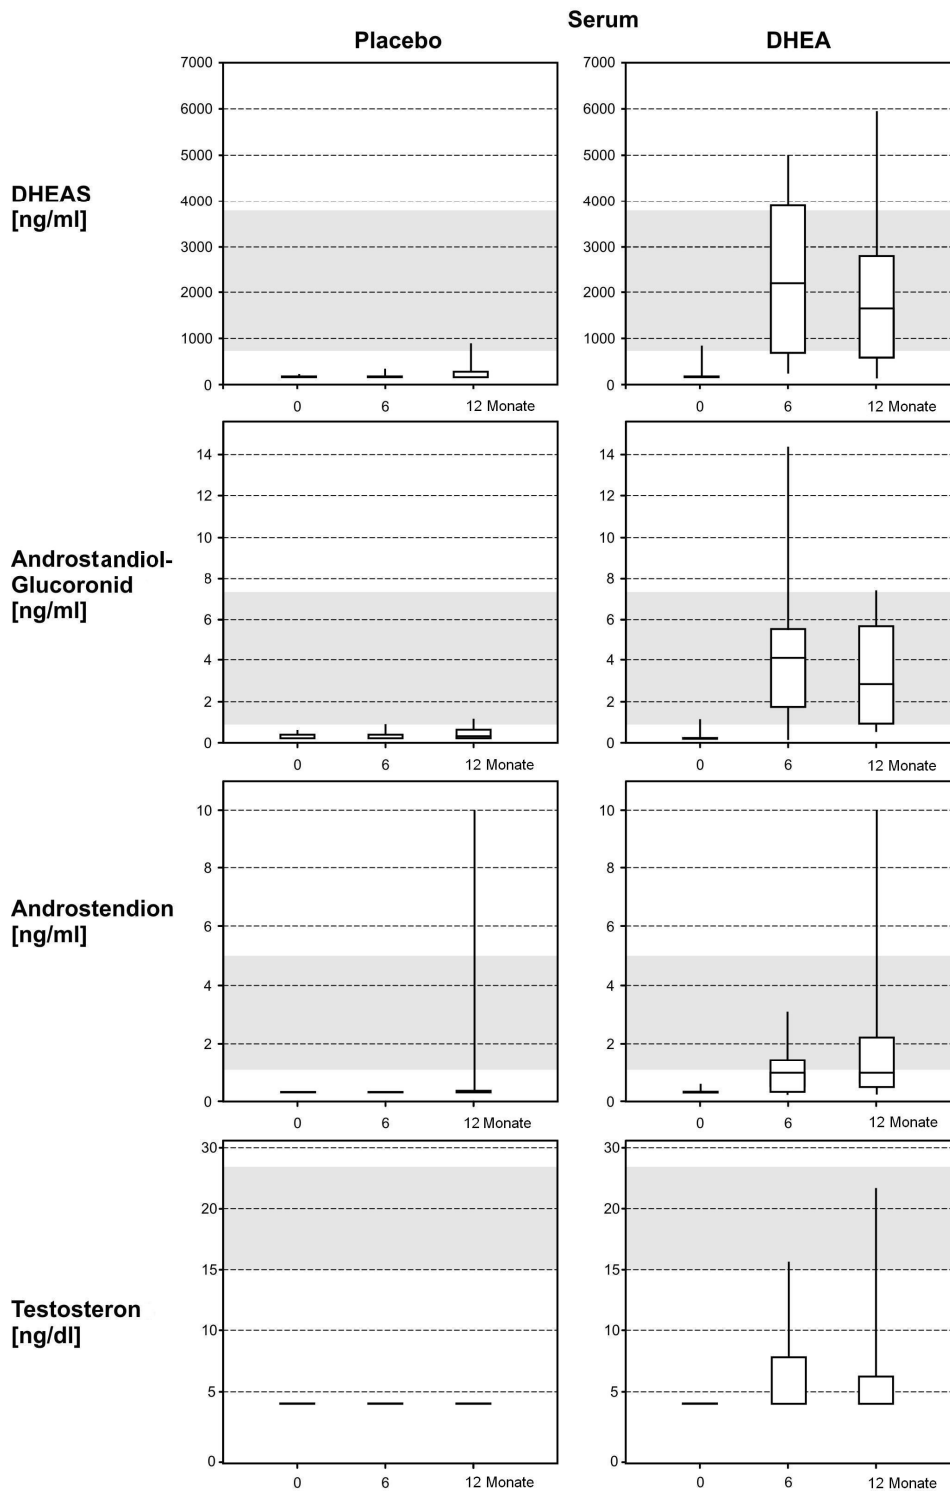 Serum
Placebo DHEA
DHEAS
[ng/ml]
7000
6000
5000
4000
3000
2000
1000
0
0 6 12 Monate
7000
6000
5000
4000
3000
2000
1000
0
0 6 12 Monate
Androstandiol-
Glucoronid
[ng/ml]
14
12
10
8
6
4
2
0
0 6 12 Monate
14
12
10
8
6
4
2
0
0 6 12 Monate
Androstendion
[ng/ml]
10
8
6
4
2
0
0 6 12 Monate
10
8
6
4
2
0
0 6 12 Monate
Testosteron
[ng/dl]
30
20
15
10
5
0
0 6 12 Monate
30
20
15
10
5
0
0 6 12 Monate